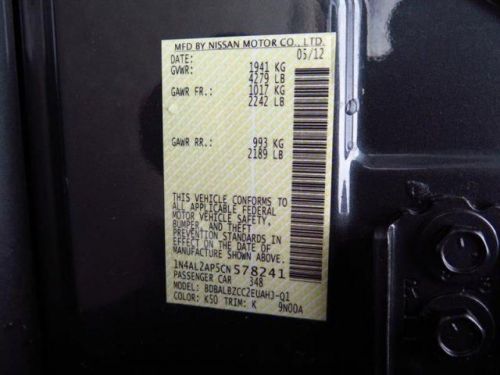 MFD BY NISSAN MOTOR CO., LTD.
DATE: 05/12
GVWR: 1941 KG
4279 LB
GAWR FR.: 1017 KG
2242 LB
GAWR RR.: 993 KG
2189 LB
THIS VEHICLE CONFORMS TO
ALL APPLICABLE FEDERAL
MOTOR VEHICLE SAFETY,
BUMPER, AND THEFT
PREVENTION STANDARDS IN
EFFECT ON THE DATE OF
MANUFACTURE SHOWN ABOVE.
1N4AL2AP5CN578241
PASSENGER CAR 348
MODEL: BDBALBZCC2EUAHJ-Q1
COLOR: K50 TRIM: K 9N00A